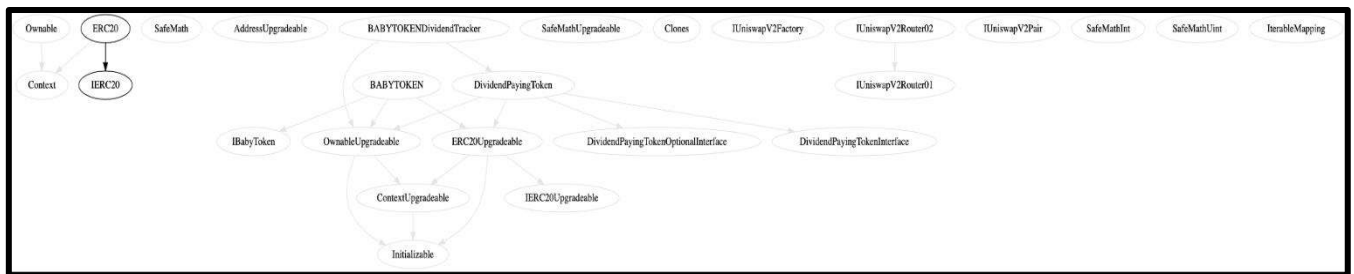 Ownable ERC20 SafeMath AddressUpgradeable BABYTOKENDividendTracker SafeMathUpgradeable Clones IUniswapV2Factory IUniswapV2Router02 IUniswapV2Pair SafeMathInt SafeMathUint IterableMapping
Context IERC20 BABYTOKEN DividendPayingToken IUniswapV2Router01
IBabyToken OwnableUpgradeable ERC20Upgradeable DividendPayingTokenOptionalInterface DividendPayingTokenInterface
ContextUpgradeable IERC20Upgradeable
Initializable